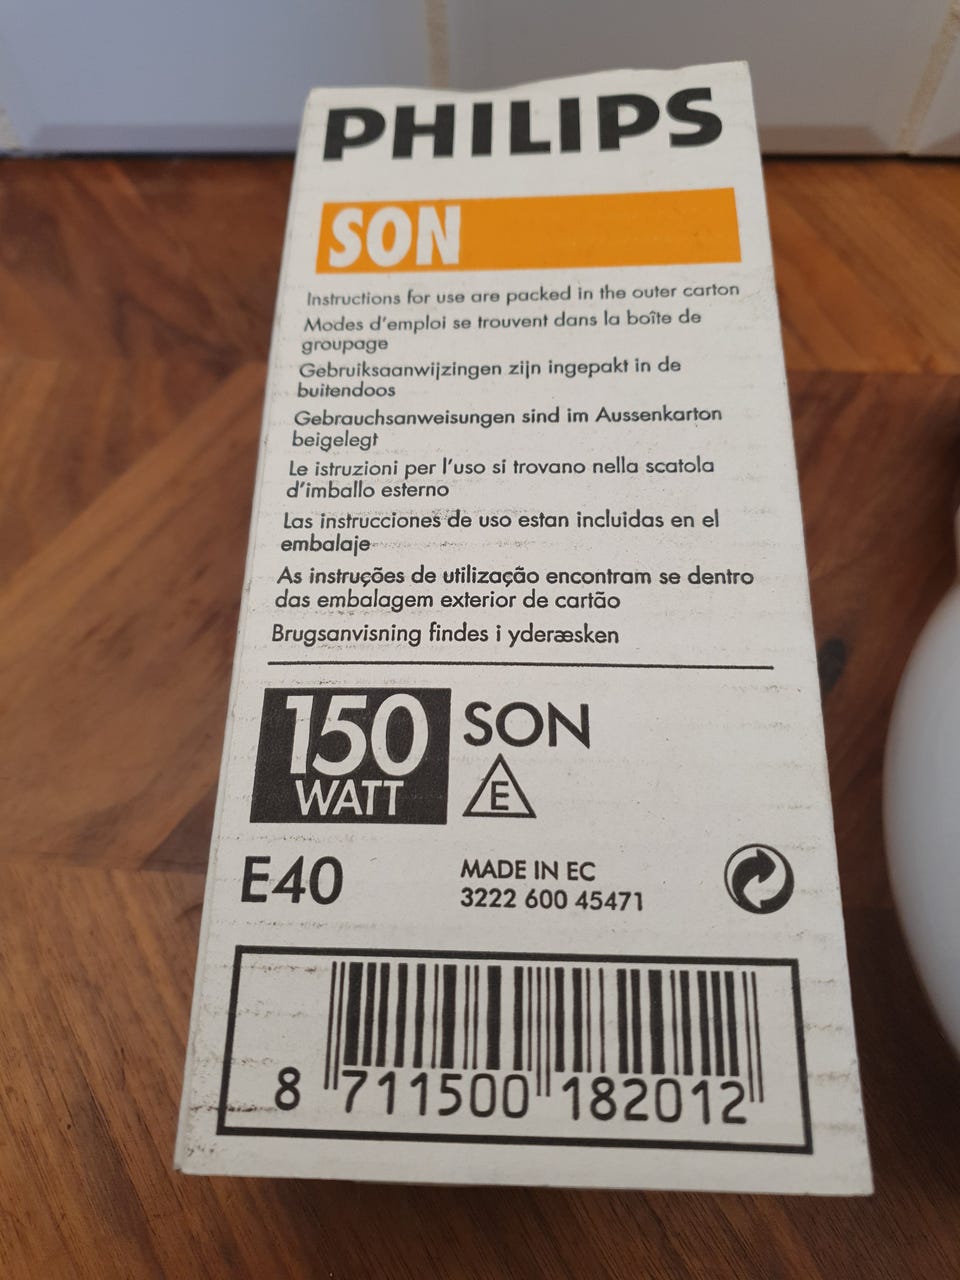 PHILIPS
SON
Instructions for use are packed in the outer carton
Modes d'emploi se trouvent dans la boîte de
groupage
Gebruiksaanwijzingen zijn ingepakt in de
buitendoos
Gebrauchsanweisungen sind im Aussenkarton
beigelegt
Le istruzioni per l'uso si trovano nella scatola
d'imballo esterno
Las instrucciones de uso estan incluidas en el
embalaje
As instruções de utilização encontram se dentro
das embalagem exterior de cartão
Brugsanvisning findes i yderæsken
150
WATT
SON
E
E40
MADE IN EC
3222 600 45471
8 711500 182012